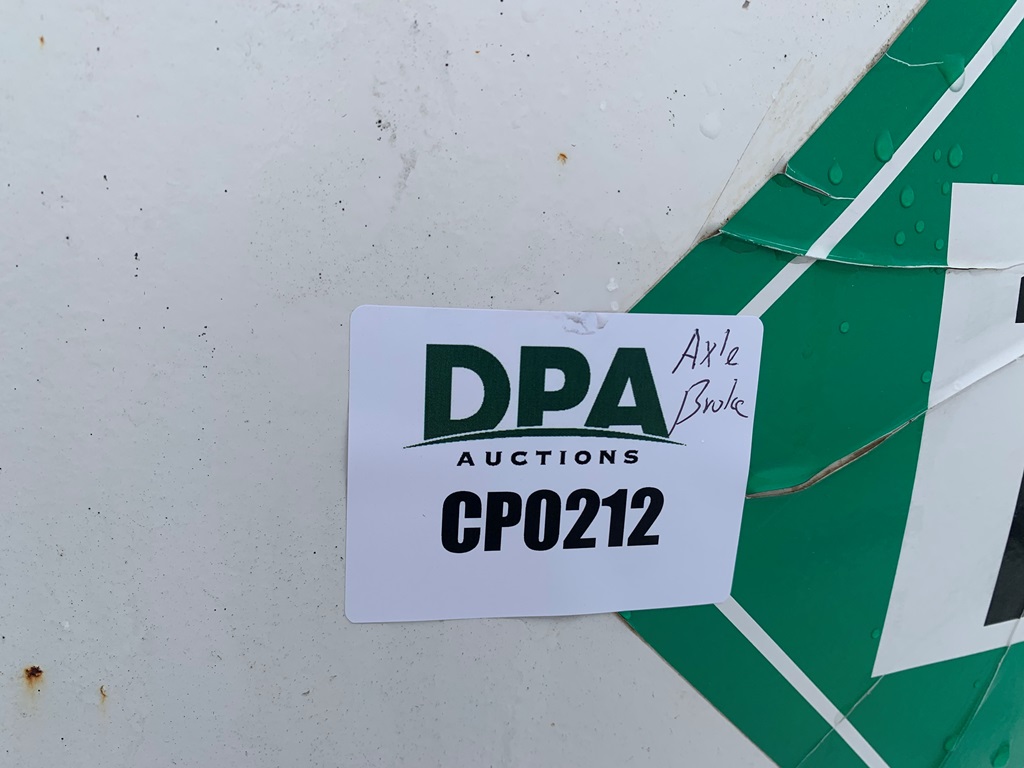 DPA
AUCTIONS
CP0212
Axle
Broke